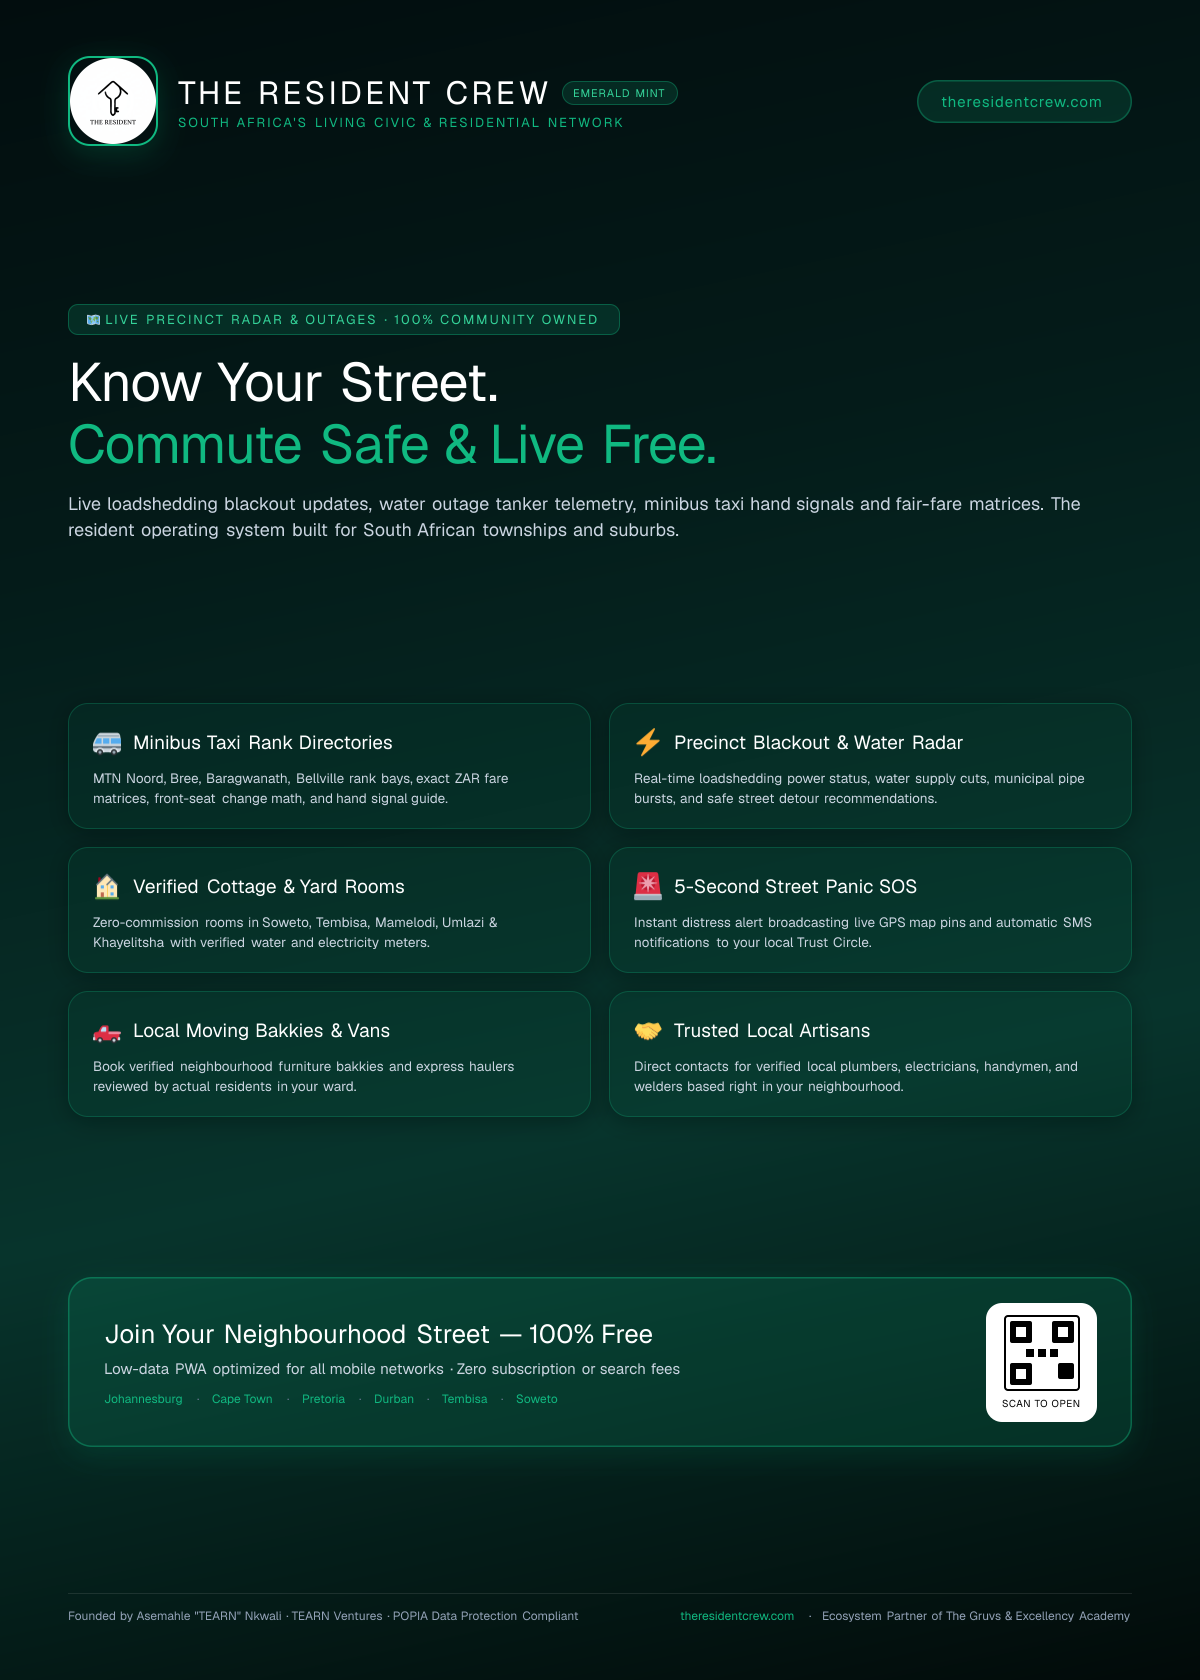 THE RESIDENT
THE RESIDENT CREW EMERALD MINT
SOUTH AFRICA'S LIVING CIVIC & RESIDENTIAL NETWORK
theresidentcrew.com
LIVE PRECINCT RADAR & OUTAGES · 100% COMMUNITY OWNED
Know Your Street.
Commute Safe & Live Free.
Live loadshedding blackout updates, water outage tanker telemetry, minibus taxi hand signals and fair-fare matrices. The
resident operating system built for South African townships and suburbs.
Minibus Taxi Rank Directories
MTN Noord, Bree, Baragwanath, Bellville rank bays, exact ZAR fare
matrices, front-seat change math, and hand signal guide.
Precinct Blackout & Water Radar
Real-time loadshedding power status, water supply cuts, municipal pipe
bursts, and safe street detour recommendations.
Verified Cottage & Yard Rooms
Zero-commission rooms in Soweto, Tembisa, Mamelodi, Umlazi &
Khayelitsha with verified water and electricity meters.
5-Second Street Panic SOS
Instant distress alert broadcasting live GPS map pins and automatic SMS
notifications to your local Trust Circle.
Local Moving Bakkies & Vans
Book verified neighbourhood furniture bakkies and express haulers
reviewed by actual residents in your ward.
Trusted Local Artisans
Direct contacts for verified local plumbers, electricians, handymen, and
welders based right in your neighbourhood.
Join Your Neighbourhood Street — 100% Free
Low-data PWA optimized for all mobile networks · Zero subscription or search fees
Johannesburg · Cape Town · Pretoria · Durban · Tembisa · Soweto
SCAN TO OPEN
Founded by Asemahle "TEARN" Nkwali · TEARN Ventures · POPIA Data Protection Compliant
theresidentcrew.com · Ecosystem Partner of The Gruvs & Excellency Academy